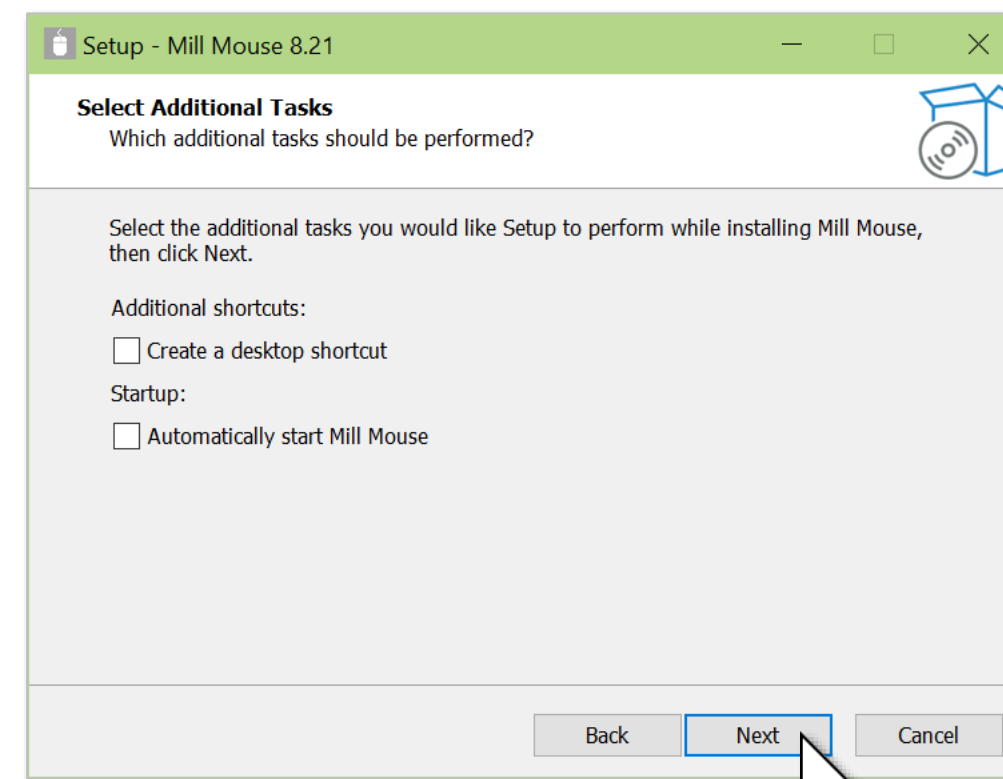 Setup - Mill Mouse 8.21
Select Additional Tasks
Which additional tasks should be performed?
Select the additional tasks you would like Setup to perform while installing Mill Mouse,
then click Next.
Additional shortcuts:
Create a desktop shortcut
Startup:
Automatically start Mill Mouse
Back Next Cancel